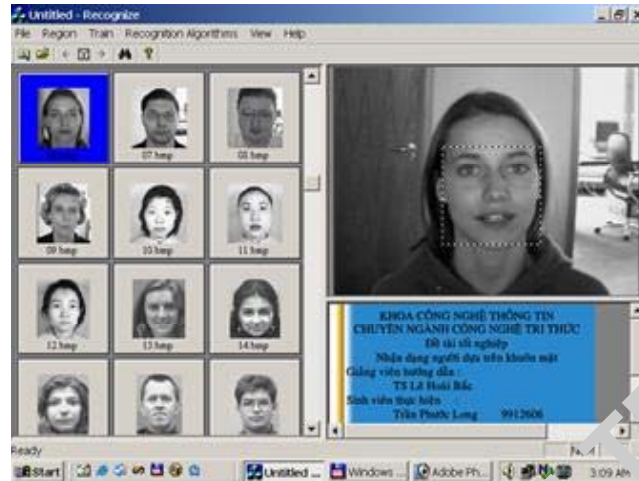 Untitled - Recognize
File Region Train Recognition Algorithms View Help
07.bmp 08.bmp
09.bmp 10.bmp 11.bmp
12.bmp 13.bmp 14.bmp
KHOA CÔNG NGHỆ THÔNG TIN
CHUYÊN NGÀNH CÔNG NGHỆ TRI THỨC
Đề tài tốt nghiệp
Nhận dạng người dựa trên khuôn mặt
Giảng viên hướng dẫn :
TS Lê Hoài Bắc
Sinh viên thực hiện :
Trần Phước Long 9912606
Ready
Start Untitled ... Windows ... Adobe Ph... 3:09 AM